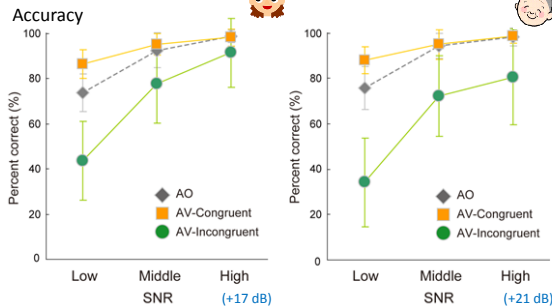 Accuracy
Percent correct (%)
100
80
60
40
20
0
AO
AV-Congruent
AV-Incongruent
Low Middle High
SNR (+17 dB)
Percent correct (%)
100
80
60
40
20
0
AO
AV-Congruent
AV-Incongruent
Low Middle High
SNR (+21 dB)